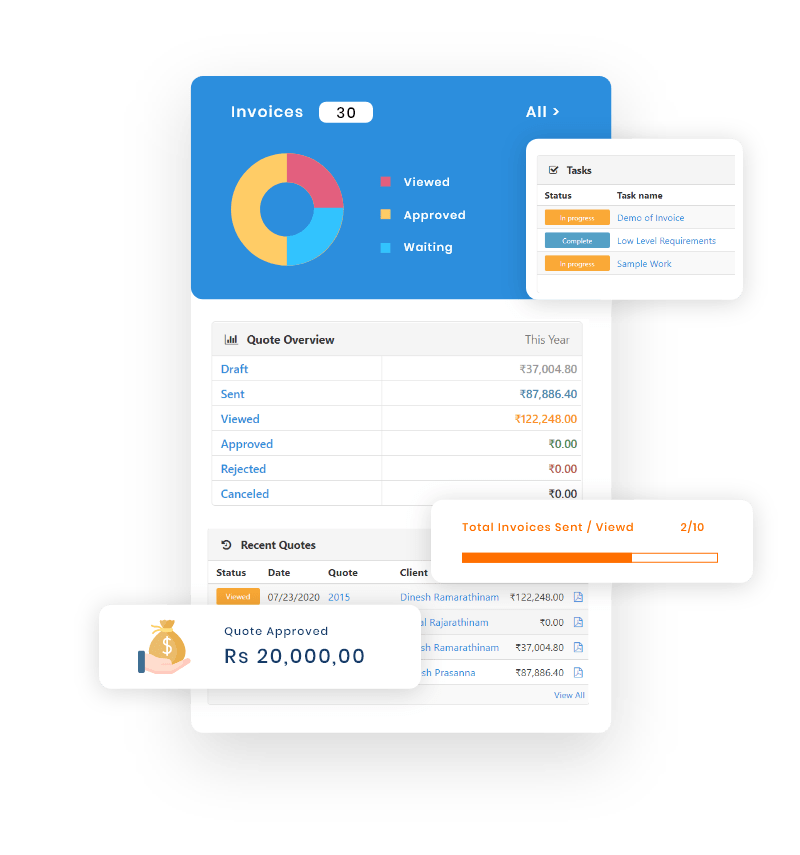 Invoices 30 All >
Viewed
Approved
Waiting
Tasks
Status Task name
In progress Demo of Invoice
Complete Low Level Requirements
In progress Sample Work
Quote Overview This Year
Draft ₹37,004.80
Sent ₹87,886.40
Viewed ₹122,248.00
Approved ₹0.00
Rejected ₹0.00
Canceled ₹0.00
Total Invoices Sent / Viewd 2/10
Recent Quotes
Status Date Quote Client
Viewed 07/23/2020 2015 Dinesh Ramarathinam ₹122,248.00
al Rajarathinam ₹0.00
sh Ramarathinam ₹37,004.80
sh Prasanna ₹87,886.40
View All
Quote Approved
$
Rs 20,000,00